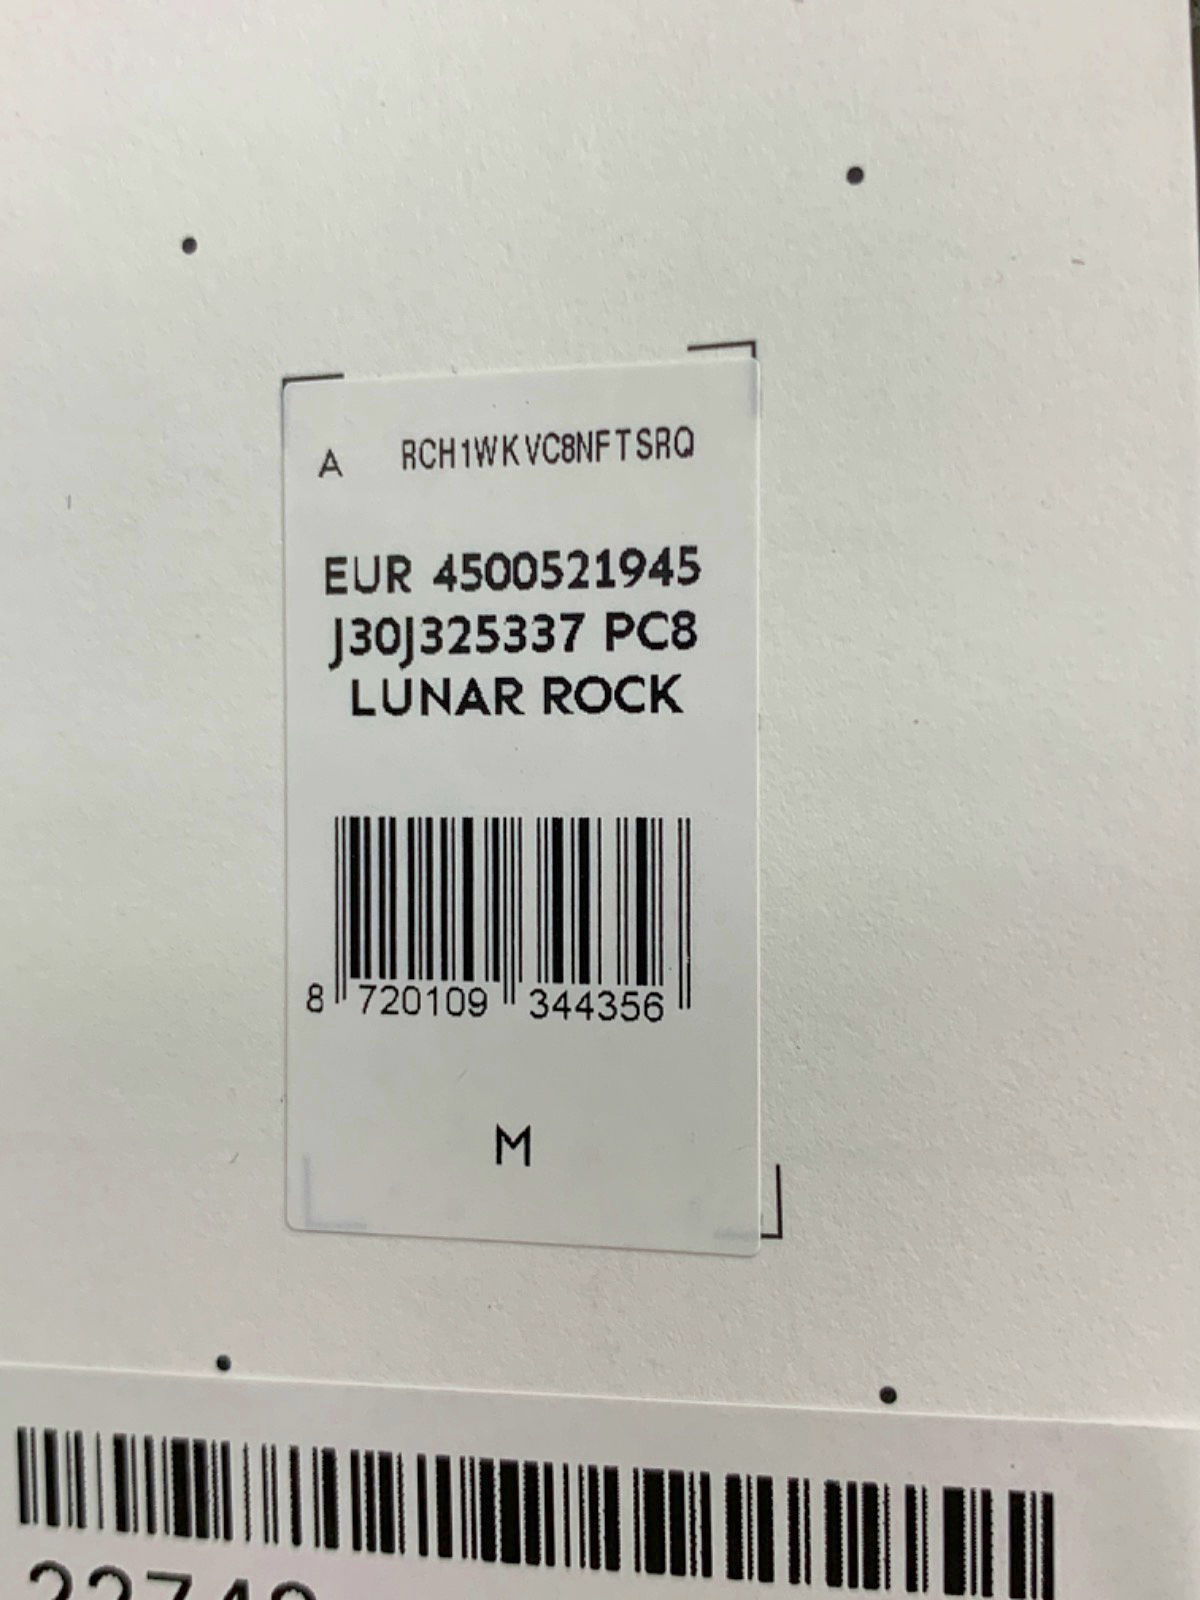 A RCH1WKVC8NFTSRQ
EUR 4500521945
J30J325337 PC8
LUNAR ROCK
8 720109 344356
M